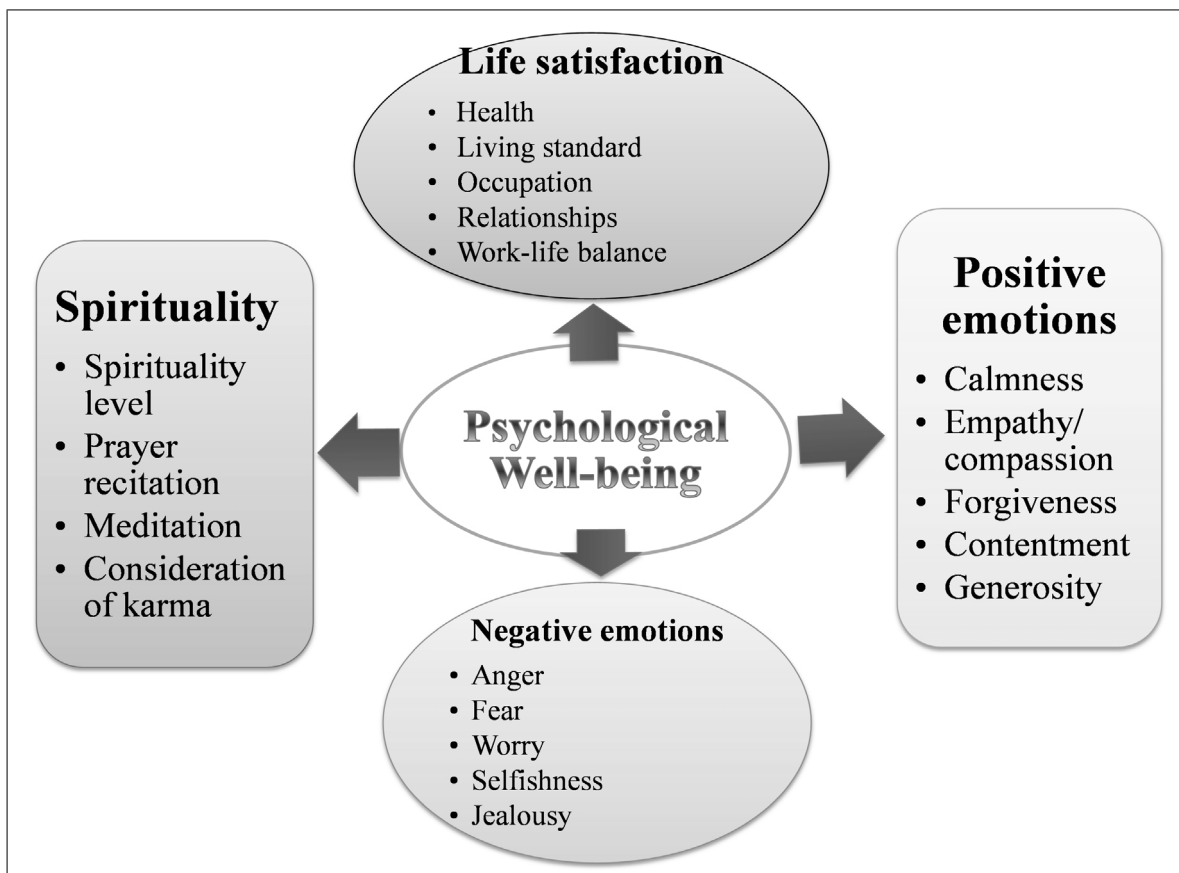 Life satisfaction
• Health
• Living standard
• Occupation
• Relationships
• Work-life balance
Spirituality
• Spirituality
level
• Prayer
recitation
• Meditation
• Consideration
of karma
Psychological
Well-being
Positive
emotions
• Calmness
• Empathy/
compassion
• Forgiveness
• Contentment
• Generosity
Negative emotions
• Anger
• Fear
• Worry
• Selfishness
• Jealousy